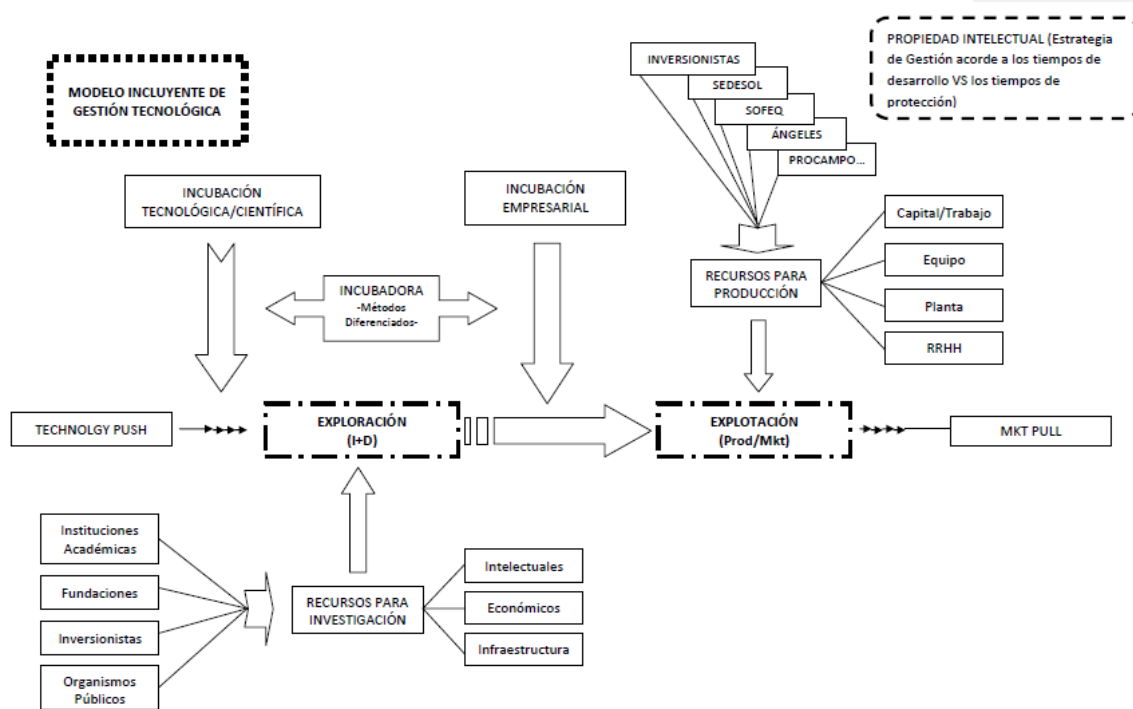 MODELO INCLUYENTE DE
GESTIÓN TECNOLÓGICA
INVERSIONISTAS
SEDESOL
SOFEQ
ÁNGELES
PROCAMPO...
PROPIEDAD INTELECTUAL (Estrategia
de Gestión acorde a los tiempos de
desarrollo VS los tiempos de
protección)
INCUBACIÓN
TECNOLÓGICA/CIENTÍFICA
INCUBACIÓN
EMPRESARIAL
INCUBADORA
-Métodos
Diferenciados-
RECURSOS PARA
PRODUCCIÓN
Capital/Trabajo
Equipo
Planta
RRHH
TECHNOLGY PUSH
EXPLORACIÓN
(I+D)
EXPLOTACIÓN
(Prod/Mkt)
MKT PULL
Instituciones
Académicas
Fundaciones
Inversionistas
Organismos
Públicos
RECURSOS PARA
INVESTIGACIÓN
Intelectuales
Económicos
Infraestructura